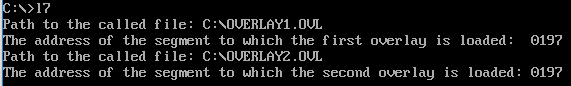 C:\>l7
Path to the called file: C:\OVERLAY1.OVL
The address of the segment to which the first overlay is loaded:  0197
Path to the called file: C:\OVERLAY2.OVL
The address of the segment to which the second overlay is loaded: 0197